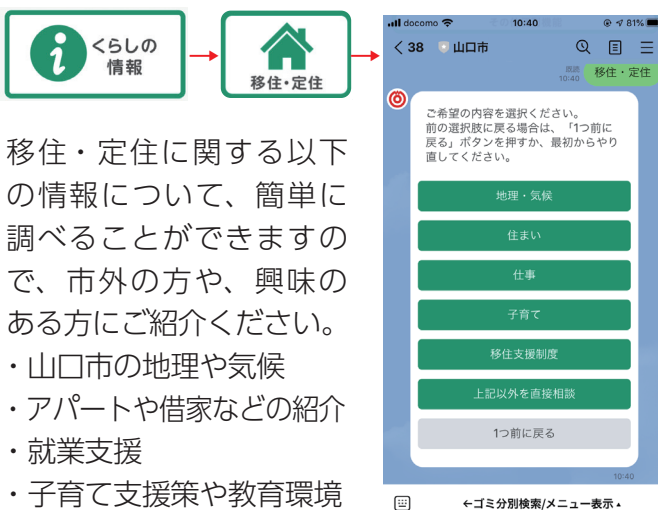 くらしの
情報
移住・定住
移住・定住に関する以下
の情報について、簡単に
調べることができますの
で、市外の方や、興味の
ある方にご紹介ください。
・山口市の地理や気候
・アパートや借家などの紹介
・就業支援
・子育て支援策や教育環境
docomo 10:40 81%
38 山口市
既読
10:40 移住・定住
ご希望の内容を選択ください。
前の選択肢に戻る場合は、「1つ前に
戻る」ボタンを押すか、最初からやり
直してください。
地理・気候
住まい
仕事
子育て
移住支援制度
上記以外を直接相談
1つ前に戻る
10:40
←ゴミ分別検索/メニュー表示▲